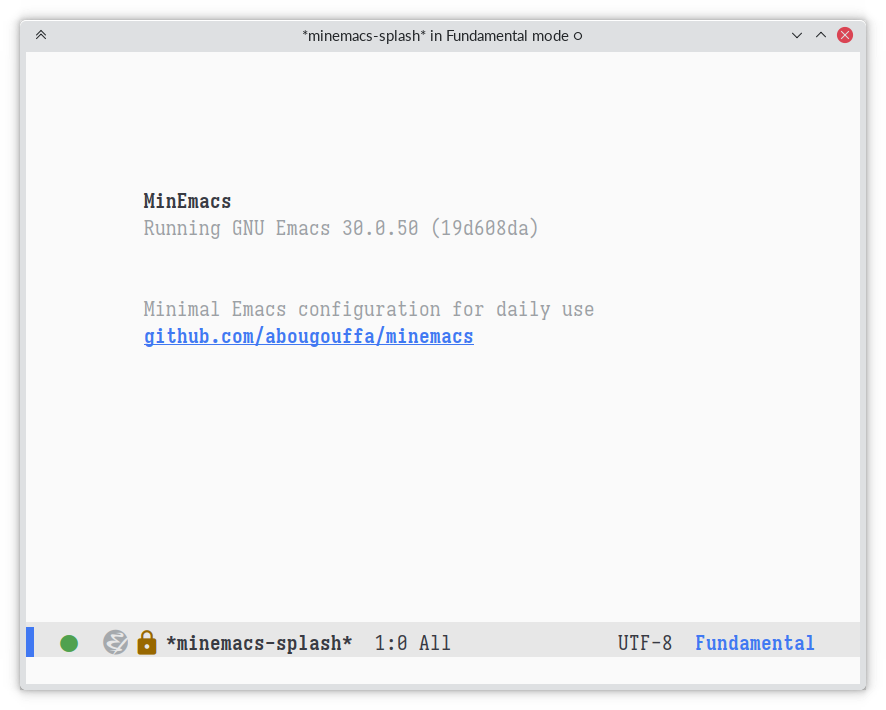 *minemacs-splash* in Fundamental mode
MinEmacs
Running GNU Emacs 30.0.50 (19d608da)
Minimal Emacs configuration for daily use
github.com/abougouffa/minemacs
*minemacs-splash* 1:0 All UTF-8 Fundamental